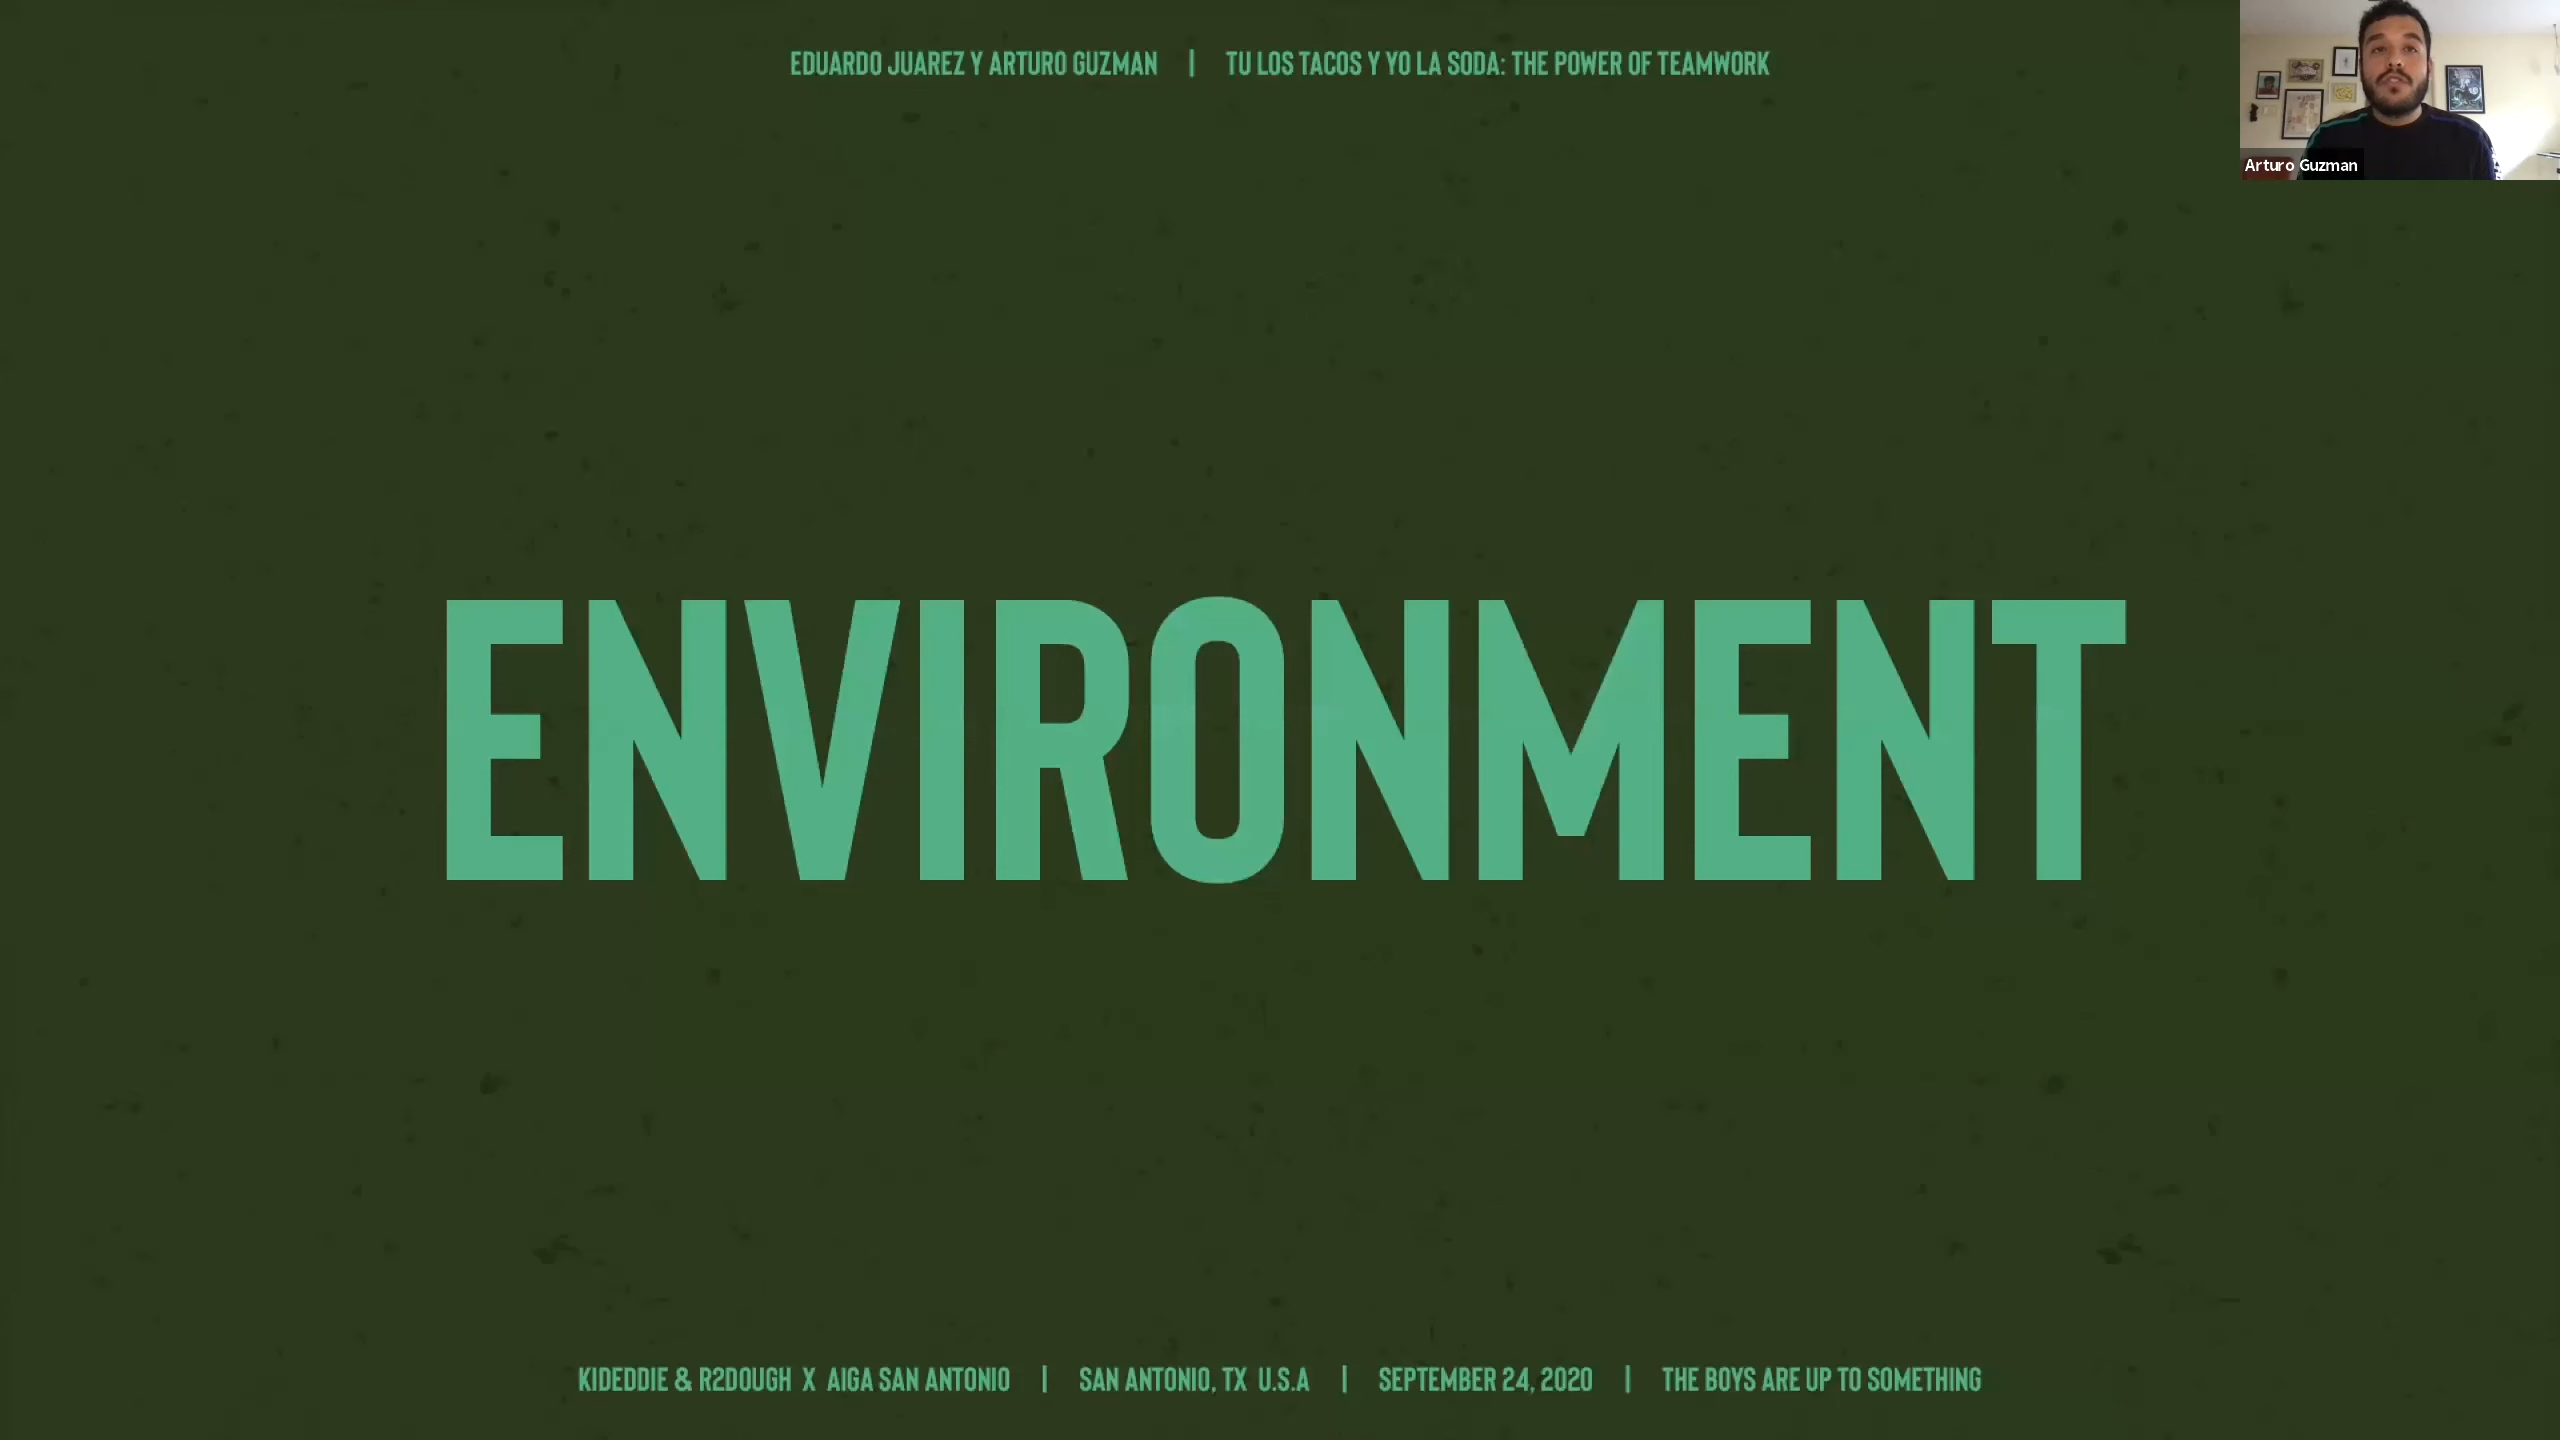 EDUARDO JUAREZ Y ARTURO GUZMAN | TU LOS TACOS Y YO LA SODA: THE POWER OF TEAMWORK
Arturo Guzman
ENVIRONMENT
KIDEDDIE & R2DOUGH X AIGA SAN ANTONIO | SAN ANTONIO, TX U.S.A | SEPTEMBER 24, 2020 | THE BOYS ARE UP TO SOMETHING